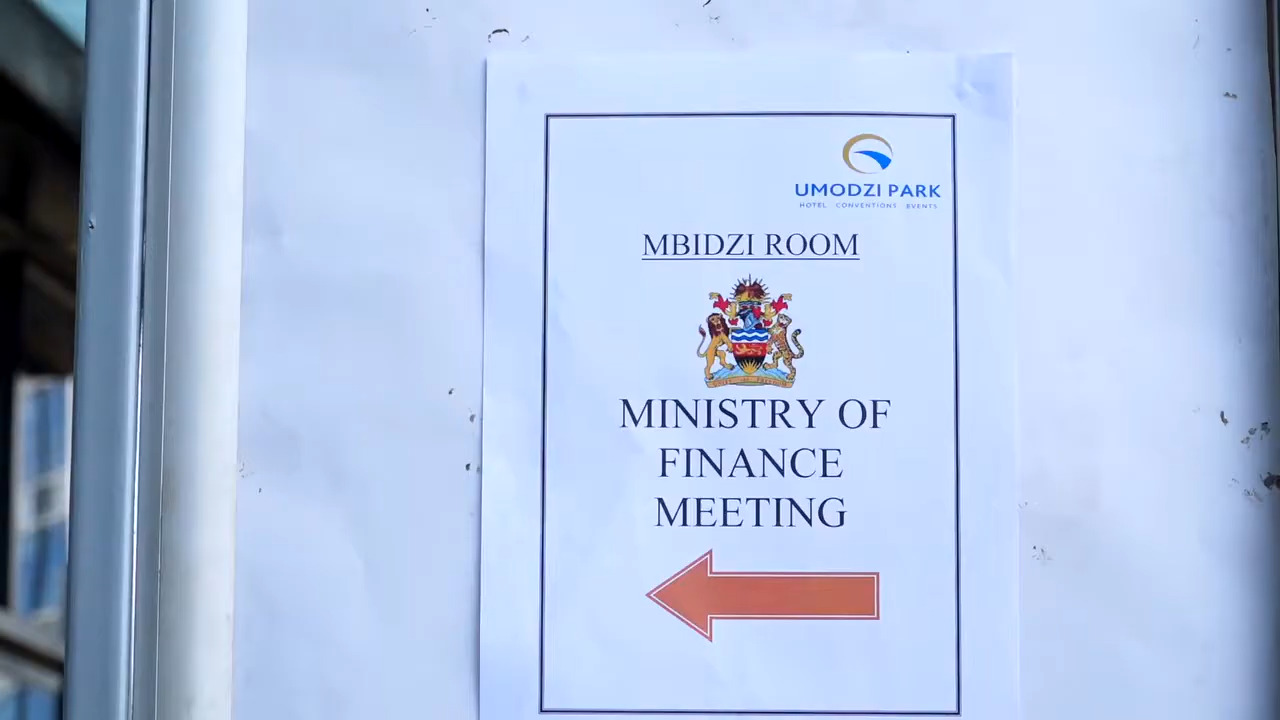 UMODZI PARK
HOTEL CONVENTIONS EVENTS
MBIDZI ROOM
MINISTRY OF
FINANCE
MEETING